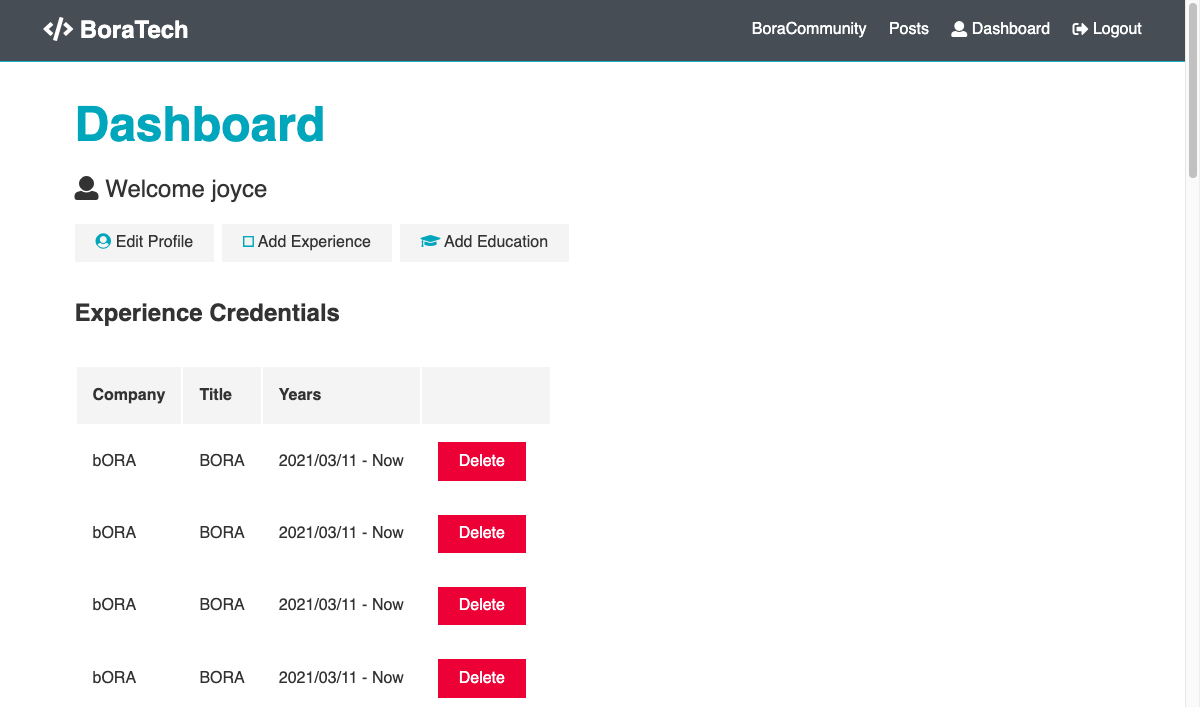 BoraTech
BoraCommunity Posts Dashboard Logout
Dashboard
Welcome joyce
Edit Profile Add Experience Add Education
Experience Credentials
Company Title Years
bORA BORA 2021/03/11 - Now Delete
bORA BORA 2021/03/11 - Now Delete
bORA BORA 2021/03/11 - Now Delete
bORA BORA 2021/03/11 - Now Delete